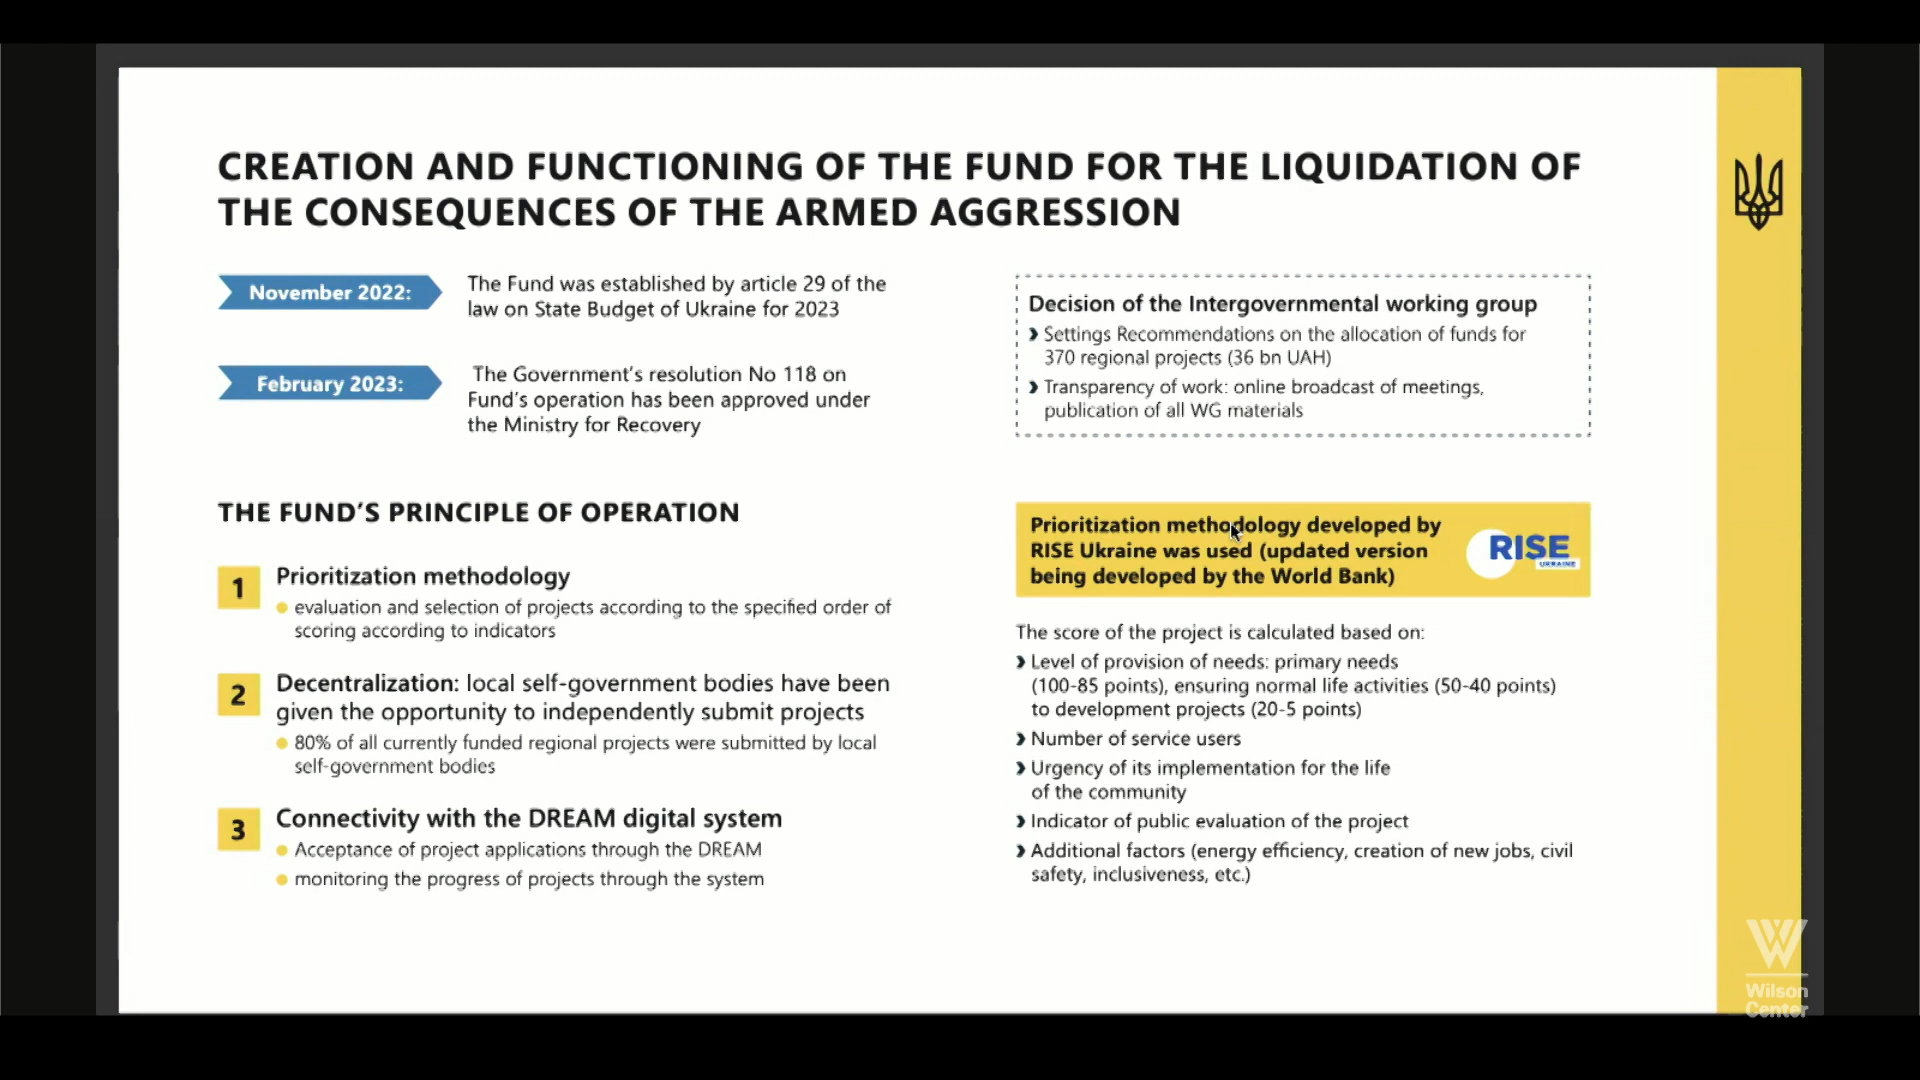 CREATION AND FUNCTIONING OF THE FUND FOR THE LIQUIDATION OF
THE CONSEQUENCES OF THE ARMED AGGRESSION
November 2022:
The Fund was established by article 29 of the
law on State Budget of Ukraine for 2023
February 2023:
The Government's resolution No 118 on
Fund's operation has been approved under
the Ministry for Recovery
Decision of the Intergovernmental working group
Settings Recommendations on the allocation of funds for
370 regional projects (36 bn UAH)
Transparency of work: online broadcast of meetings,
publication of all WG materials
THE FUND'S PRINCIPLE OF OPERATION
1
Prioritization methodology
evaluation and selection of projects according to the specified order of
scoring according to indicators
2
Decentralization: local self-government bodies have been
given the opportunity to independently submit projects
80% of all currently funded regional projects were submitted by local
self-government bodies
3
Connectivity with the DREAM digital system
Acceptance of project applications through the DREAM
monitoring the progress of projects through the system
Prioritization methodology developed by
RISE Ukraine was used (updated version
being developed by the World Bank)
RISE
UKRAINE
The score of the project is calculated based on:
Level of provision of needs: primary needs
(100-85 points), ensuring normal life activities (50-40 points)
to development projects (20-5 points)
Number of service users
Urgency of its implementation for the life
of the community
Indicator of public evaluation of the project
Additional factors (energy efficiency, creation of new jobs, civil
safety, inclusiveness, etc.)
Wilson
Center